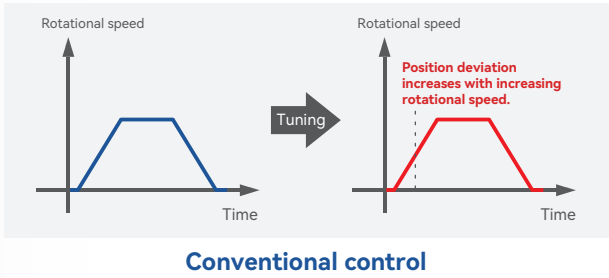 Rotational speed
Rotational speed
Position deviation
increases with increasing
rotational speed.
Tuning
Time
Time
Conventional control